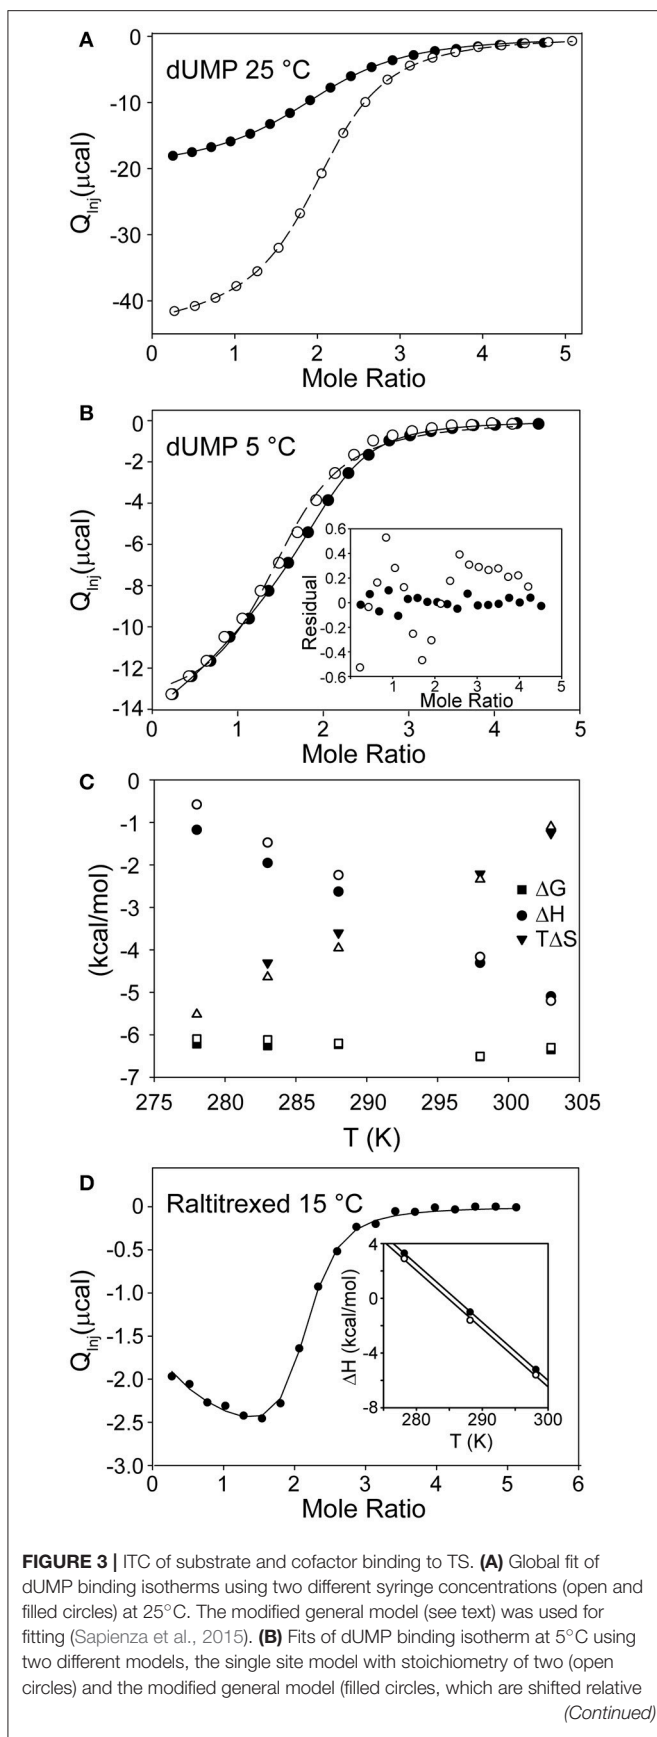 A
dUMP 25 °C
0
-10
-20
-30
-40
Q_Inj(μcal)
0 1 2 3 4 5
Mole Ratio
B
dUMP 5 °C
0
-2
-4
-6
-8
-10
-12
-14
Q_Inj(μcal)
0.6
0.4
0.2
0
-0.2
-0.4
-0.6
Residual
1 2 3 4 5
Mole Ratio
0 1 2 3 4 5
Mole Ratio
C
0
-1
-2
-3
-4
-5
-6
-7
(kcal/mol)
ΔG
ΔH
TΔS
275 280 285 290 295 300 305
T (K)
D
Raltitrexed 15 °C
0
-0.5
-1.0
-1.5
-2.0
-2.5
-3.0
Q_Inj(μcal)
4
0
-4
-8
ΔH (kcal/mol)
280 290 300
T (K)
0 1 2 3 4 5 6
Mole Ratio
FIGURE 3 | ITC of substrate and cofactor binding to TS. (A) Global fit of
dUMP binding isotherms using two different syringe concentrations (open and
filled circles) at 25°C. The modified general model (see text) was used for
fitting (Sapienza et al., 2015). (B) Fits of dUMP binding isotherm at 5°C using
two different models, the single site model with stoichiometry of two (open
circles) and the modified general model (filled circles, which are shifted relative
(Continued)